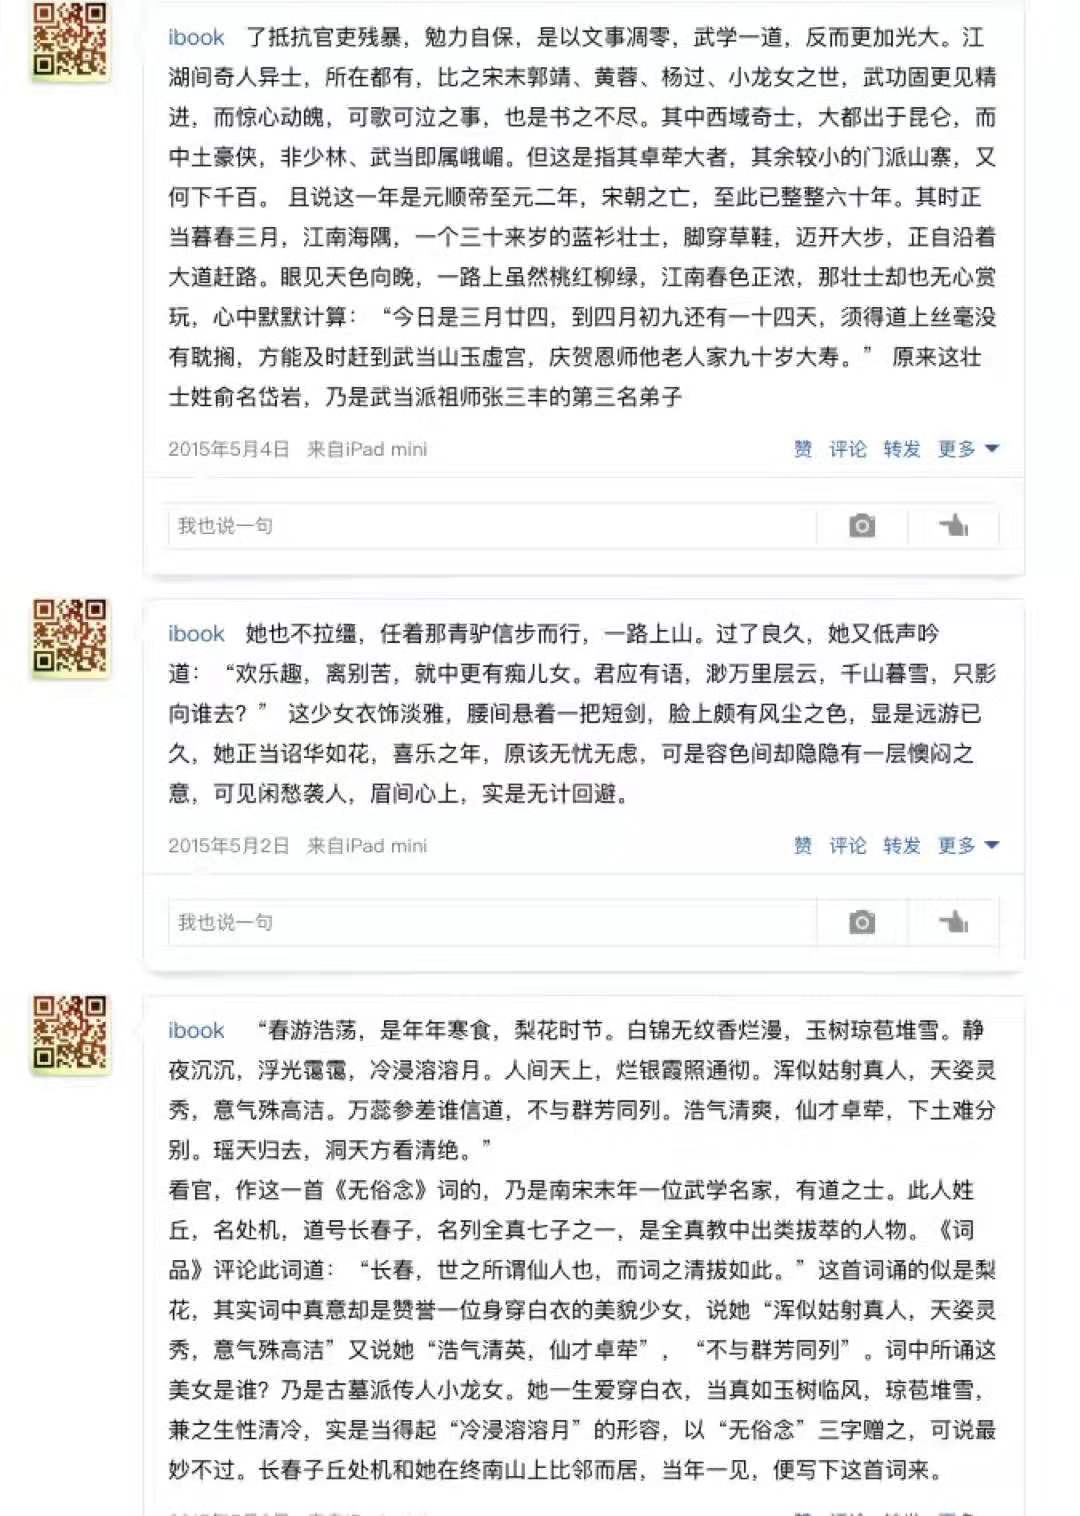 ibook 了抵抗官吏残暴，勉力自保，是以文事凋零，武学一道，反而更加光大。江
湖间奇人异士，所在都有，比之宋末郭靖、黄蓉、杨过、小龙女之世，武功固更见精
进，而惊心动魄，可歌可泣之事，也是书之不尽。其中西域奇士，大都出于昆仑，而
中土豪侠，非少林、武当即属峨嵋。但这是指其卓荦大者，其余较小的门派山寨，又
何下千百。 且说这一年是元顺帝至元二年，宋朝之亡，至此已整整六十年。其时正
当暮春三月，江南海隅，一个三十来岁的蓝衫壮士，脚穿草鞋，迈开大步，正自沿着
大道赶路。眼见天色向晚，一路上虽然桃红柳绿，江南春色正浓，那壮士却也无心赏
玩，心中默默计算：“今日是三月廿四，到四月初九还有一十四天，须得道上丝毫没
有耽搁，方能及时赶到武当山玉虚宫，庆贺恩师他老人家九十岁大寿。” 原来这壮
士姓俞名岱岩，乃是武当派祖师张三丰的第三名弟子
2015年5月4日 来自iPad mini 赞 评论 转发 更多
我也说一句
ibook 她也不拉缰，任着那青驴信步而行，一路上山。过了良久，她又低声吟
道：“欢乐趣，离别苦，就中更有痴儿女。君应有语，渺万里层云，千山暮雪，只影
向谁去？” 这少女衣饰淡雅，腰间悬着一把短剑，脸上颇有风尘之色，显是远游已
久，她正当诏华如花，喜乐之年，原该无忧无虑，可是容色间却隐隐有一层懊闷之
意，可见闲愁袭人，眉间心上，实是无计回避。
2015年5月2日 来自iPad mini 赞 评论 转发 更多
我也说一句
ibook “春游浩荡，是年年寒食，梨花时节。白锦无纹香烂漫，玉树琼苞堆雪。静
夜沉沉，浮光霭霭，冷浸溶溶月。人间天上，烂银霞照通彻。浑似姑射真人，天姿灵
秀，意气殊高洁。万蕊参差谁信道，不与群芳同列。浩气清爽，仙才卓荦，下土难分
别。瑶天归去，洞天方看清绝。”
看官，作这一首《无俗念》词的，乃是南宋末年一位武学名家，有道之士。此人姓
丘，名处机，道号长春子，名列全真七子之一，是全真教中出类拔萃的人物。《词
品》评论此词道：“长春，世之所谓仙人也，而词之清拔如此。”这首词诵的似是梨
花，其实词中真意却是赞誉一位身穿白衣的美貌少女，说她“浑似姑射真人，天姿灵
秀，意气殊高洁”又说她“浩气清英，仙才卓荦”，“不与群芳同列”。词中所诵这
美女是谁？乃是古墓派传人小龙女。她一生爱穿白衣，当真如玉树临风，琼苞堆雪，
兼之生性清冷，实是当得起“冷浸溶溶月”的形容，以“无俗念”三字赠之，可说最
妙不过。长春子丘处机和她在终南山上比邻而居，当年一见，便写下这首词来。